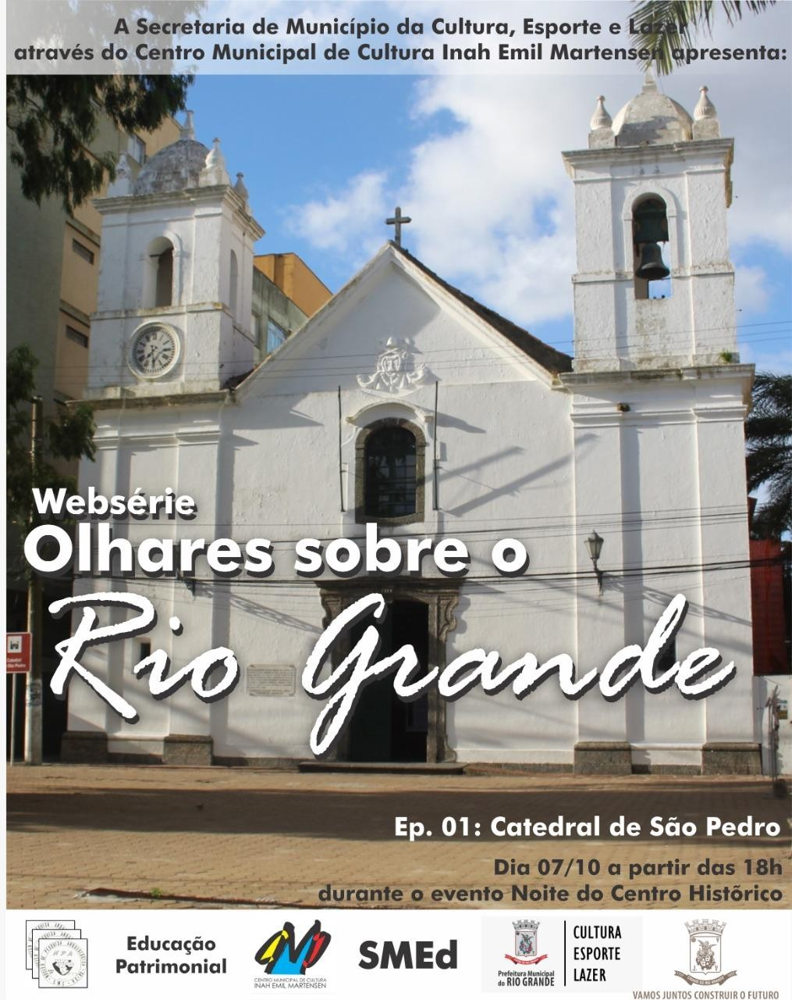 A Secretaria de Município da Cultura, Esporte e Lazer
através do Centro Municipal de Cultura Inah Emil Martensen apresenta:
Websérie
Olhares sobre o
Rio Grande
Catedral
São Pedro
Ep. 01: Catedral de São Pedro
Dia 07/10 a partir das 18h
durante o evento Noite do Centro Histórico
Educação
Patrimonial
CENTRO MUNICIPAL DE CULTURA
INAH EMIL MARTENSEN
SMEd
Prefeitura Municipal
do RIO GRANDE
CULTURA
ESPORTE
LAZER
VAMOS JUNTOS CONSTRUIR O FUTURO